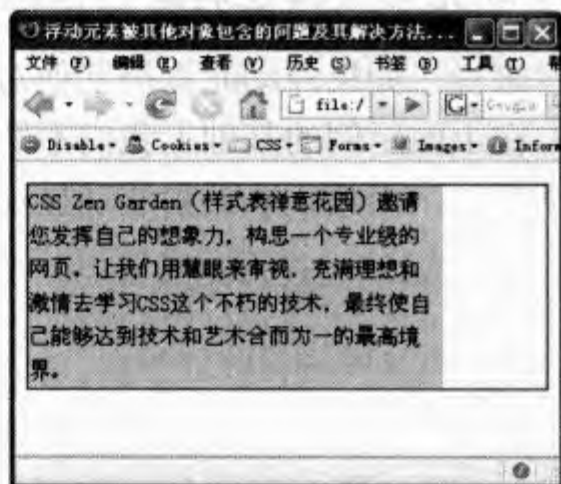 浮动元素被其他对象包含的问题及其解决方法...
文件 (F) 编辑 (E) 查看 (V) 历史 (S) 书签 (B) 工具 (T) 帮
file:/ G Google
Disable Cookies CSS Forms Images Inform
CSS Zen Garden（样式表禅意花园）邀请
您发挥自己的想象力，构思一个专业级的
网页。让我们用慧眼来审视，充满理想和
激情去学习CSS这个不朽的技术，最终使自
己能够达到技术和艺术合而为一的最高境
界。